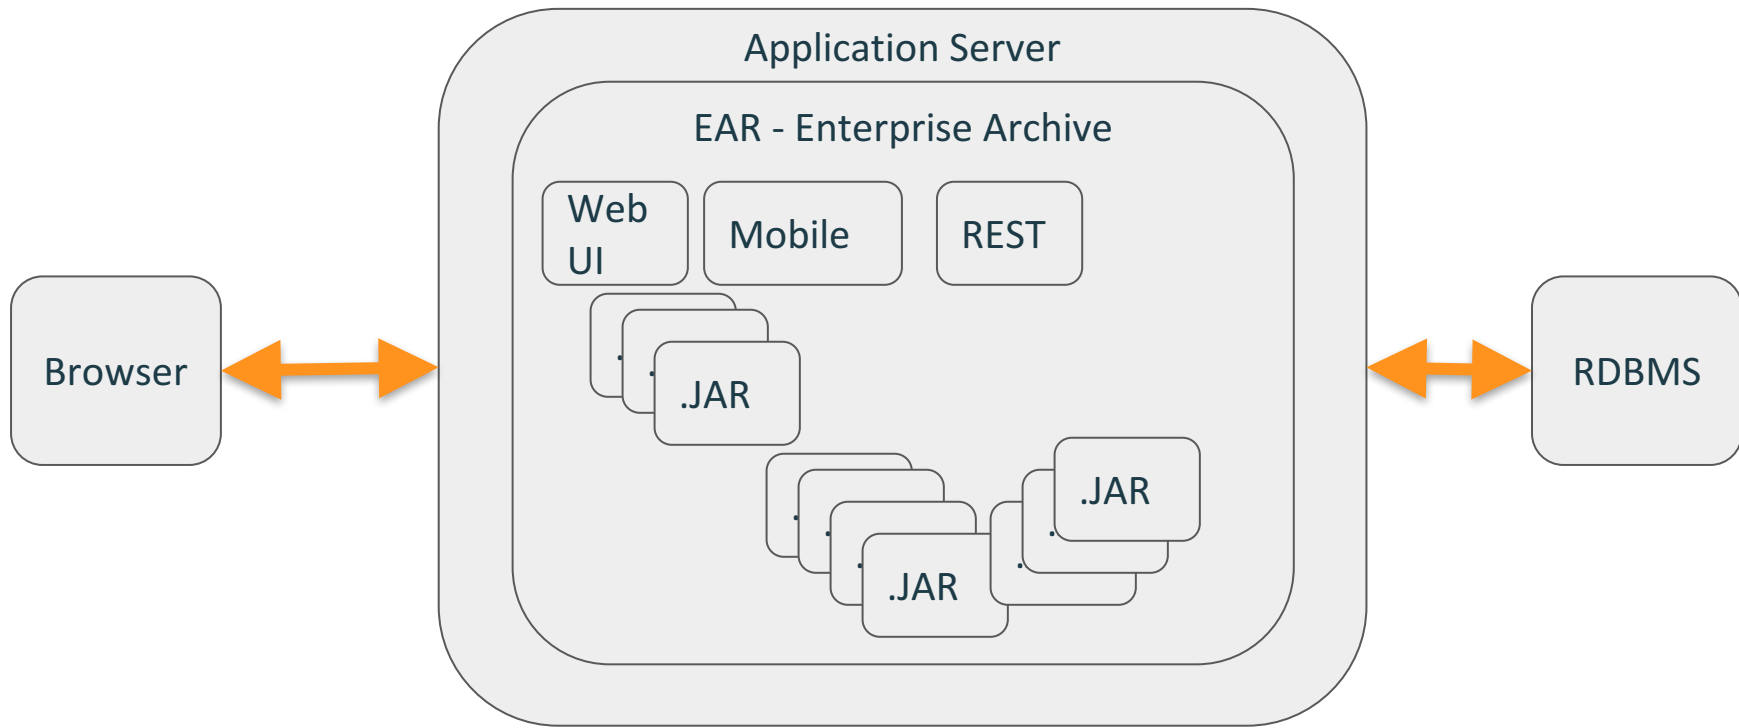 Application Server
EAR - Enterprise Archive
Web
UI
Mobile
REST
Browser
.JAR
RDBMS
.JAR
.JAR